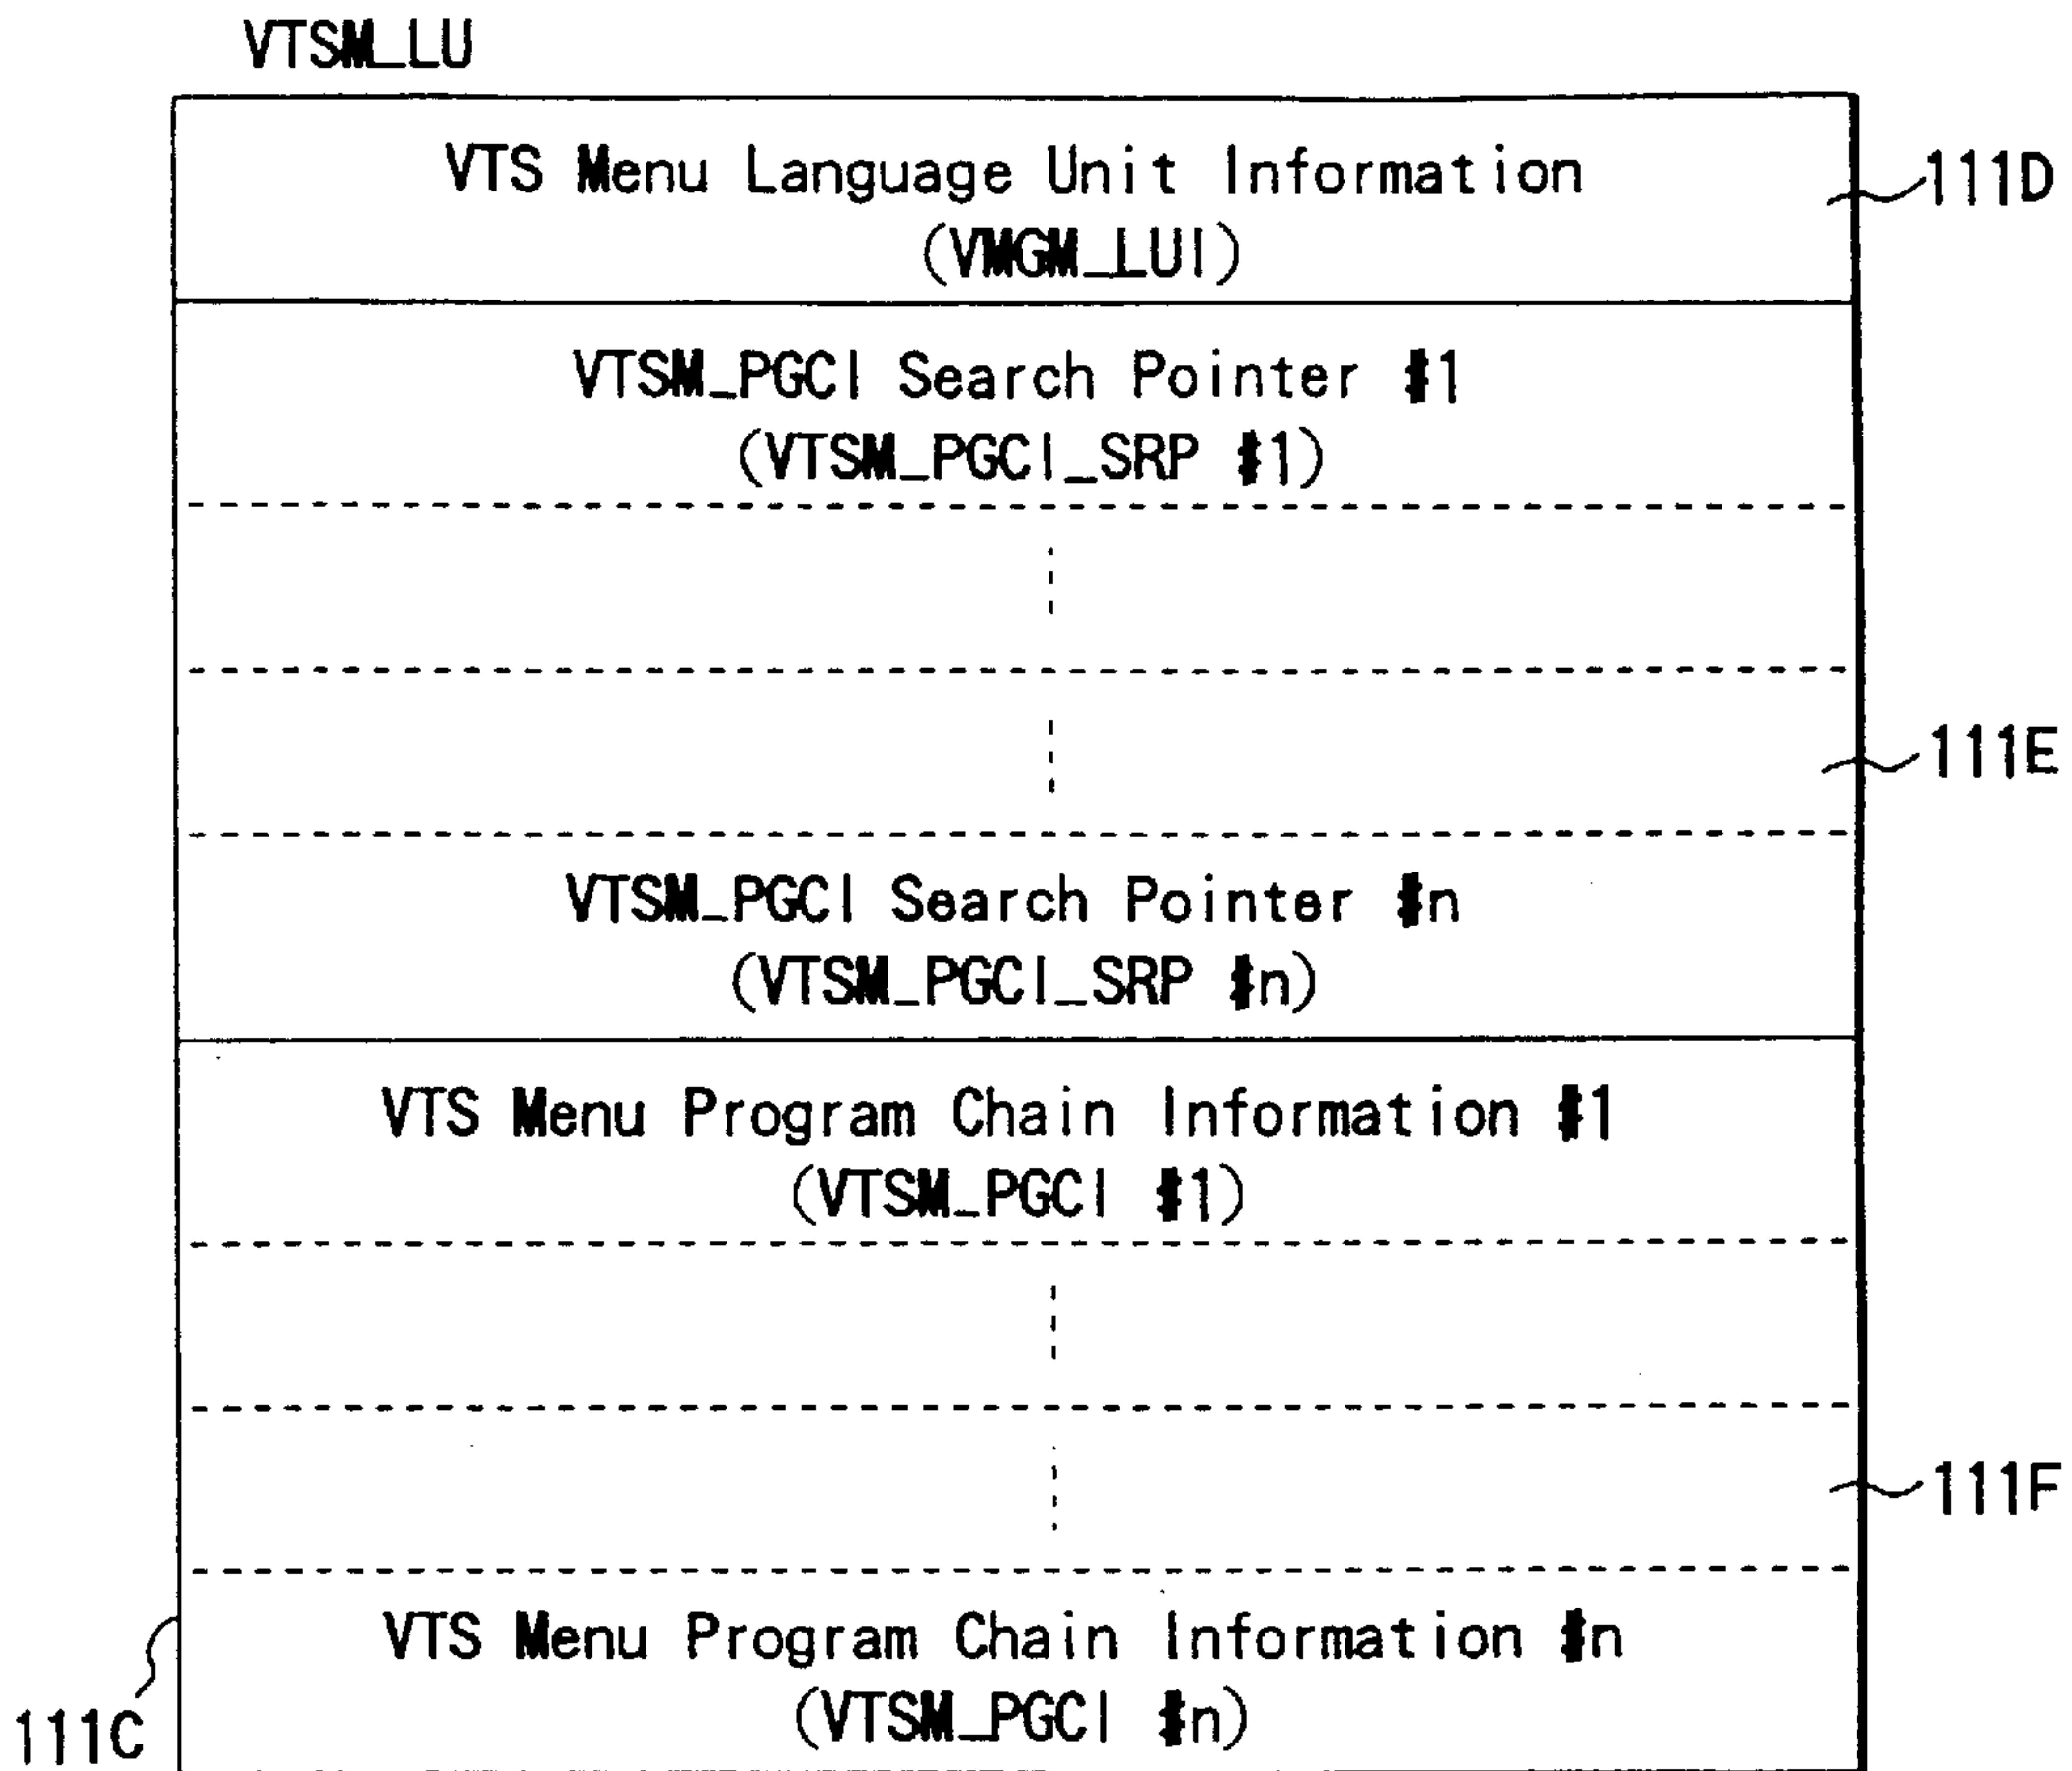 VTSM_LU
VTS Menu Language Unit Information
(VMGM_LUI)
111D
VTSM_PGCI Search Pointer #1
(VTSM_PGCI_SRP #1)
111E
VTSM_PGCI Search Pointer #n
(VTSM_PGCI_SRP #n)
VTS Menu Program Chain Information #1
(VTSM_PGCI #1)
111F
VTS Menu Program Chain Information #n
(VTSM_PGCI #n)
111C